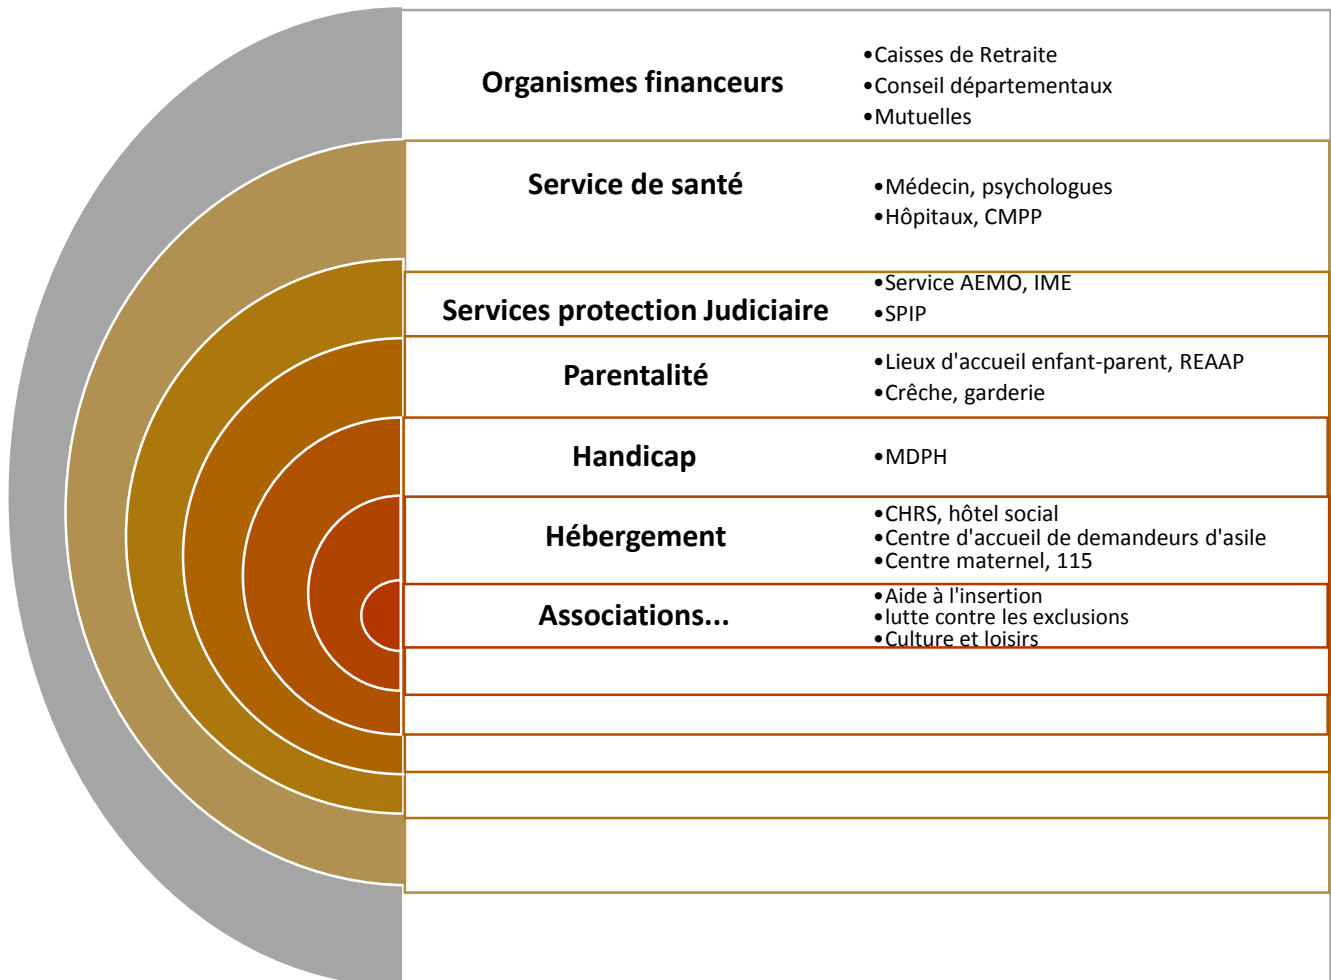 Organismes financeurs
•Caisses de Retraite
•Conseil départementaux
•Mutuelles
Service de santé
•Médecin, psychologues
•Hôpitaux, CMPP
Services protection Judiciaire
•Service AEMO, IME
•SPIP
Parentalité
•Lieux d'accueil enfant-parent, REAAP
•Crêche, garderie
Handicap
•MDPH
Hébergement
•CHRS, hôtel social
•Centre d'accueil de demandeurs d'asile
•Centre maternel, 115
Associations...
•Aide à l'insertion
•lutte contre les exclusions
•Culture et loisirs